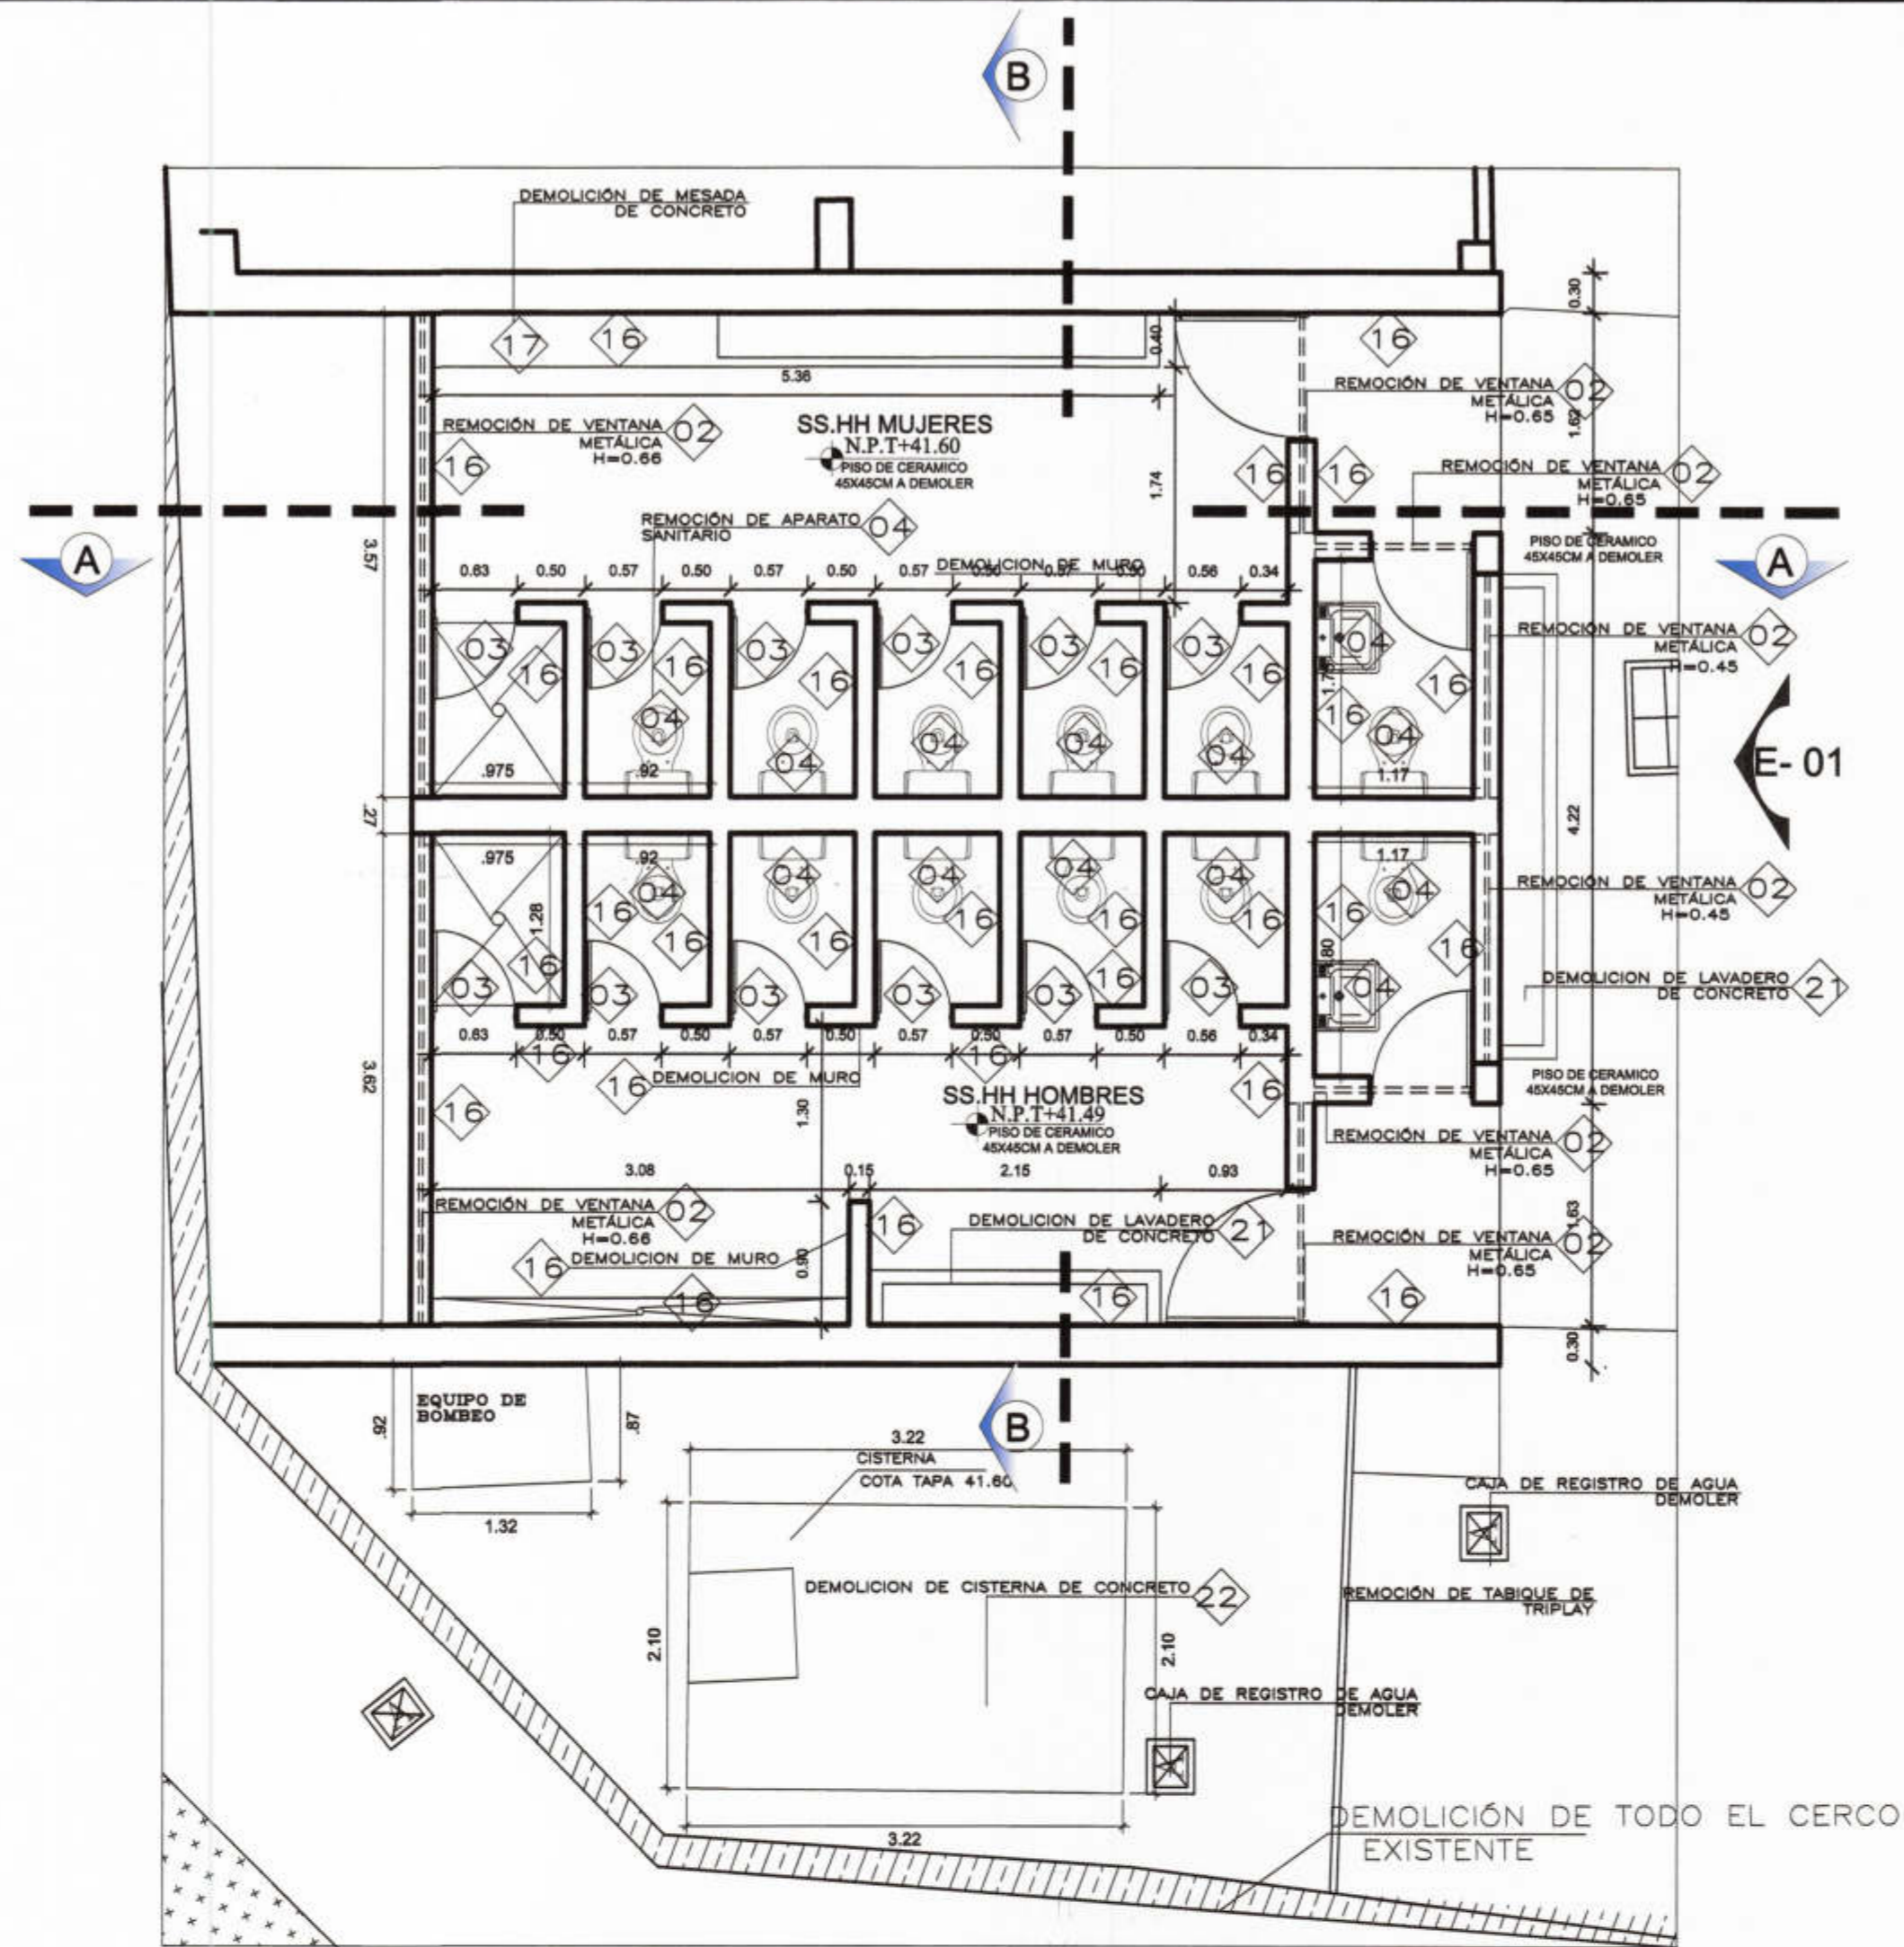 B
DEMOLICIÓN DE MESADA
DE CONCRETO
0.30
17
16
16
0.40
5.36
REMOCIÓN DE VENTANA 02
METÁLICA
H=0.65
1.62
REMOCIÓN DE VENTANA 02
METÁLICA
H=0.66
SS.HH MUJERES
N.P.T+41.60
PISO DE CERAMICO
45X45CM A DEMOLER
16
16
16
REMOCIÓN DE VENTANA 02
METÁLICA
H=0.65
1.74
A
3.57
REMOCIÓN DE APARATO 04
SANITARIO
PISO DE CERAMICO
45X45CM A DEMOLER
A
DEMOLICION DE MURO
0.63 0.50 0.57 0.50 0.57 0.50 0.57 0.50 0.57 0.50 0.56 0.34
REMOCIÓN DE VENTANA 02
METÁLICA
H=0.45
03 03 03 03 03 03 04
16 16 16 16 16 16 16
16
04 04 04 04 04 04
.975 .92 1.17
E-01
.27
4.22
.975 .92 1.17
04 04 04 04 04 04
REMOCIÓN DE VENTANA 02
METÁLICA
H=0.45
1.28
16 16 16 16 16
16 16 16 16
16 16
.80
03 03 03 03 03 03 04
DEMOLICION DE LAVADERO 21
DE CONCRETO
0.63 0.50 0.57 0.50 0.57 0.50 0.57 0.50 0.57 0.50 0.56 0.34
16 16
3.62
16 DEMOLICION DE MURO
16
16
1.30
SS.HH HOMBRES
N.P.T+41.49
PISO DE CERAMICO
45X45CM A DEMOLER
PISO DE CERAMICO
45X45CM A DEMOLER
REMOCIÓN DE VENTANA 02
METÁLICA
H=0.65
3.08 0.15 2.15 0.93
REMOCIÓN DE VENTANA 02
METÁLICA
H=0.66
16
DEMOLICION DE LAVADERO 21
DE CONCRETO
1.63
REMOCIÓN DE VENTANA 02
METÁLICA
H=0.65
16 DEMOLICION DE MURO
0.90
16
16
16
0.30
EQUIPO DE
BOMBEO
.92
.87
1.32
B
3.22
CISTERNA
COTA TAPA 41.60
CAJA DE REGISTRO DE AGUA
DEMOLER
DEMOLICION DE CISTERNA DE CONCRETO 22
REMOCIÓN DE TABIQUE DE
TRIPLAY
2.10
2.10
CAJA DE REGISTRO DE AGUA
DEMOLER
3.22
DEMOLICIÓN DE TODO EL CERCO
EXISTENTE